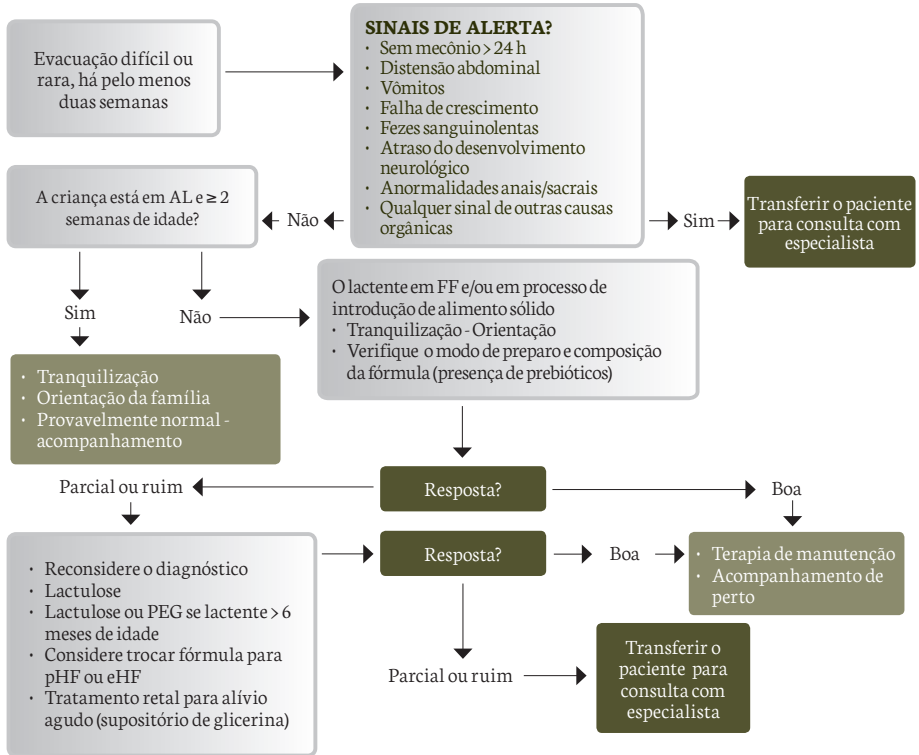 Evacuação difícil ou
rara, há pelo menos
duas semanas
SINAIS DE ALERTA?
· Sem mecônio > 24 h
· Distensão abdominal
· Vômitos
· Falha de crescimento
· Fezes sanguinolentas
· Atraso do desenvolvimento
neurológico
· Anormalidades anais/sacrais
· Qualquer sinal de outras causas
orgânicas
A criança está em AL e ≥ 2
semanas de idade?
Não
Sim
Transferir o paciente
para consulta com
especialista
Sim
Não
O lactente em FF e/ou em processo de
introdução de alimento sólido
· Tranquilização - Orientação
· Verifique o modo de preparo e composição
da fórmula (presença de prebióticos)
· Tranquilização
· Orientação da família
· Provavelmente normal -
acompanhamento
Parcial ou ruim
Resposta?
Boa
· Reconsidere o diagnóstico
· Lactulose
· Lactulose ou PEG se lactente > 6
meses de idade
· Considere trocar fórmula para
pHF ou eHF
· Tratamento retal para alívio
agudo (supositório de glicerina)
Resposta?
Boa
· Terapia de manutenção
· Acompanhamento de
perto
Parcial ou ruim
Transferir o
paciente para
consulta com
especialista